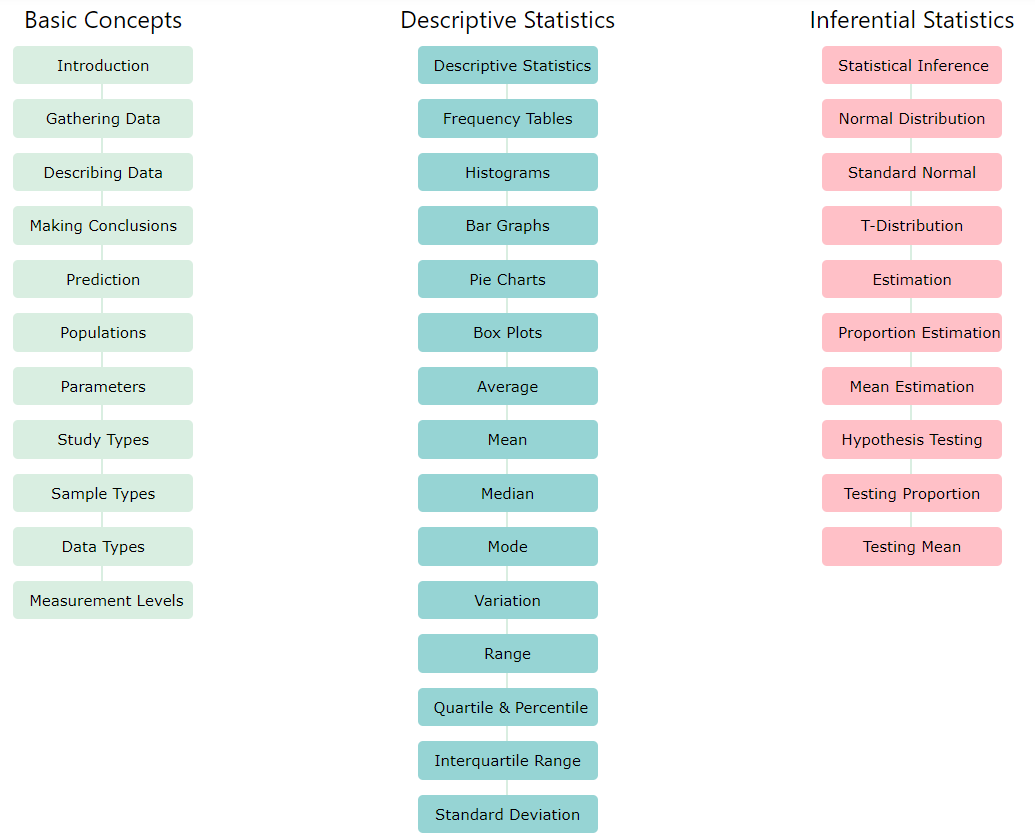 Basic Concepts
Introduction
Gathering Data
Describing Data
Making Conclusions
Prediction
Populations
Parameters
Study Types
Sample Types
Data Types
Measurement Levels
Descriptive Statistics
Descriptive Statistics
Frequency Tables
Histograms
Bar Graphs
Pie Charts
Box Plots
Average
Mean
Median
Mode
Variation
Range
Quartile & Percentile
Interquartile Range
Standard Deviation
Inferential Statistics
Statistical Inference
Normal Distribution
Standard Normal
T-Distribution
Estimation
Proportion Estimation
Mean Estimation
Hypothesis Testing
Testing Proportion
Testing Mean